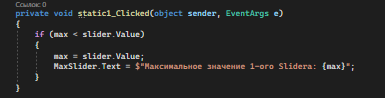 Ссылок: 0
private void static1_Clicked(object sender, EventArgs e)
{
if (max < slider.Value)
{
max = slider.Value;
MaxSlider.Text = $"Максимальное значение 1-ого Slidera: {max}";
}
}